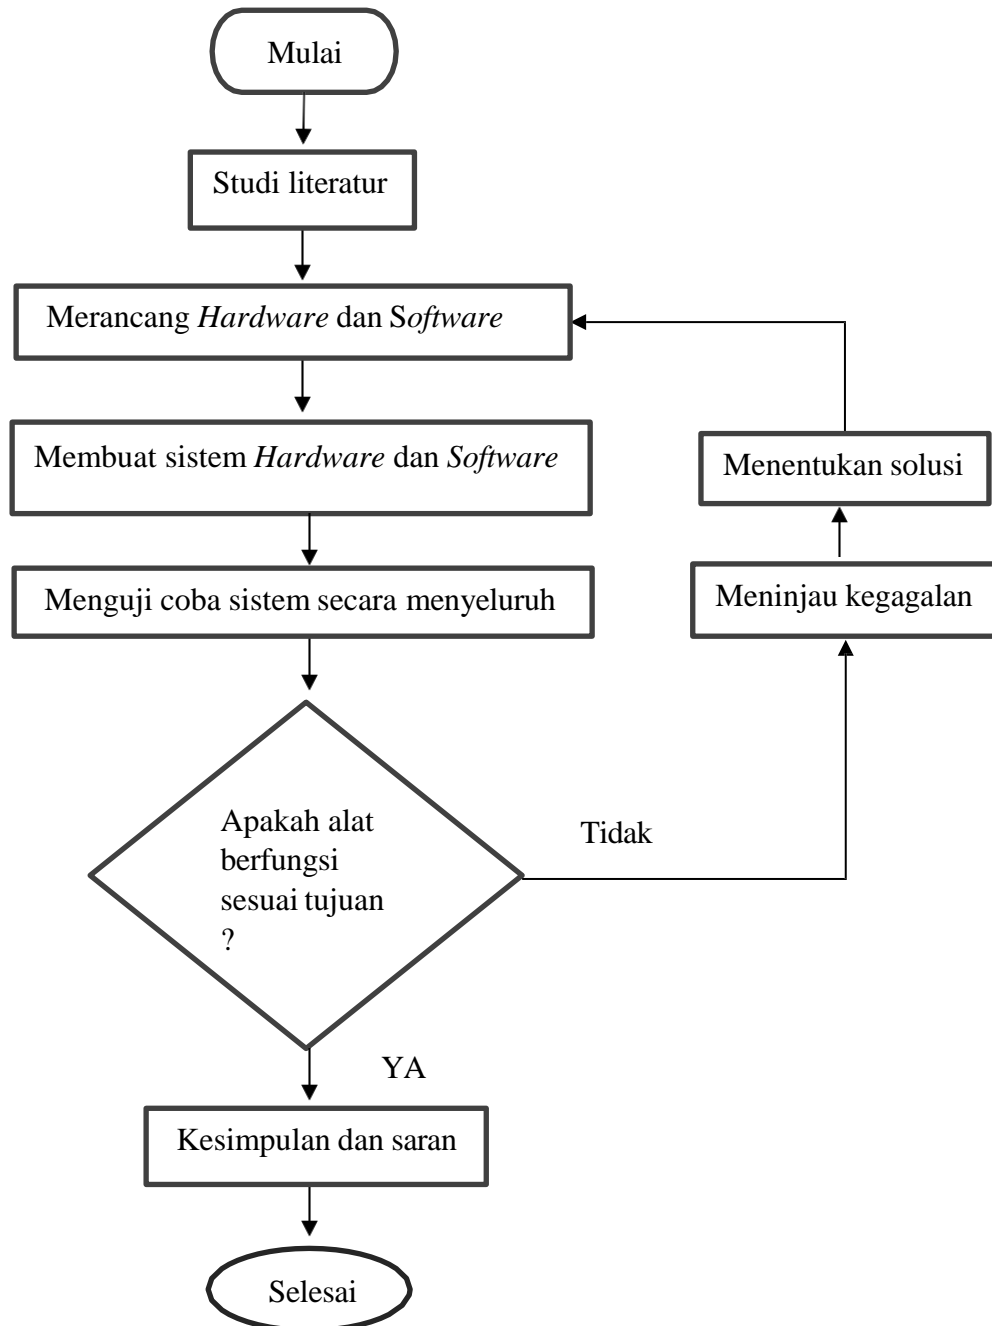 Mulai
Studi literatur
Merancang Hardware dan Software
Membuat sistem Hardware dan Software
Menguji coba sistem secara menyeluruh
Apakah alat
berfungsi
sesuai tujuan
?
Tidak
Meninjau kegagalan
Menentukan solusi
YA
Kesimpulan dan saran
Selesai